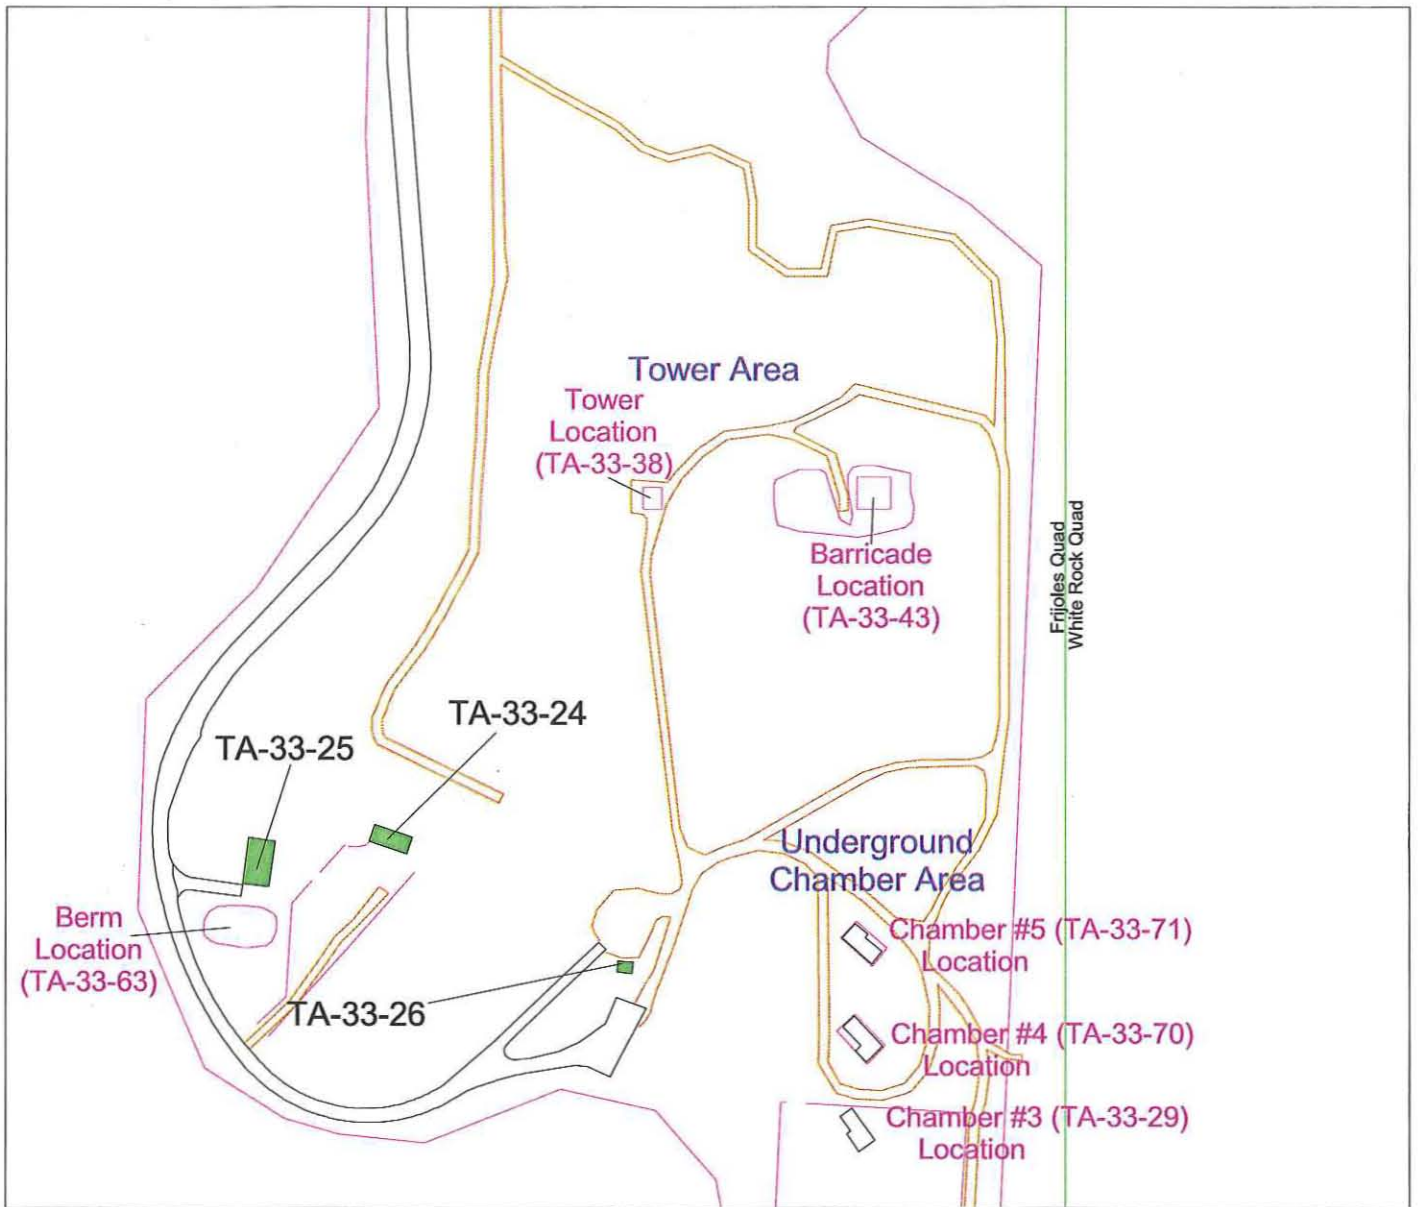 Tower Area
Tower
Location
(TA-33-38)
Barricade
Location
(TA-33-43)
Frijoles Quad
White Rock Quad
TA-33-24
TA-33-25
Underground
Chamber Area
Berm
Location
(TA-33-63)
Chamber #5 (TA-33-71)
Location
TA-33-26
Chamber #4 (TA-33-70)
Location
Chamber #3 (TA-33-29)
Location